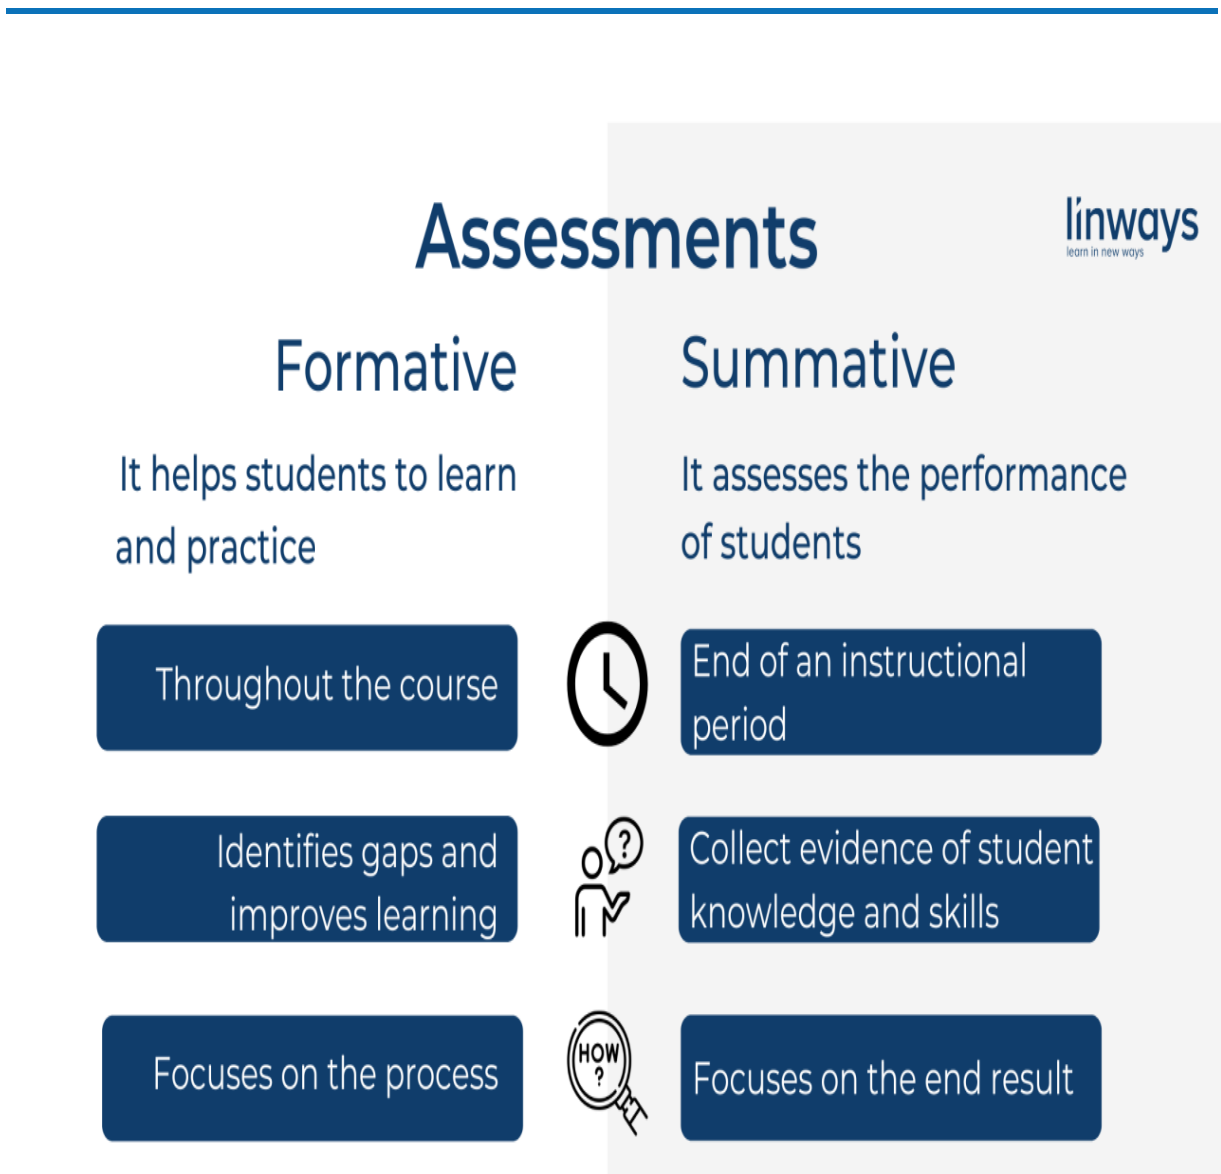 Assessments
linways
learn in new ways
Formative
Summative
It helps students to learn
and practice
It assesses the performance
of students
Throughout the course
End of an instructional
period
Identifies gaps and
improves learning
?
Collect evidence of student
knowledge and skills
Focuses on the process
HOW
?
Focuses on the end result